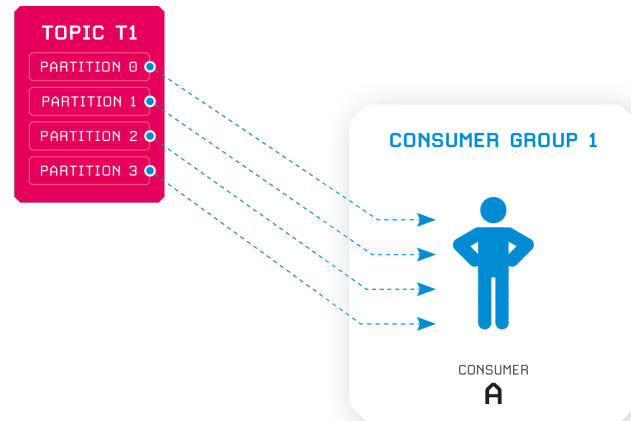 TOPIC T1
PARTITION 0
PARTITION 1
PARTITION 2
PARTITION 3
CONSUMER GROUP 1
CONSUMER
A